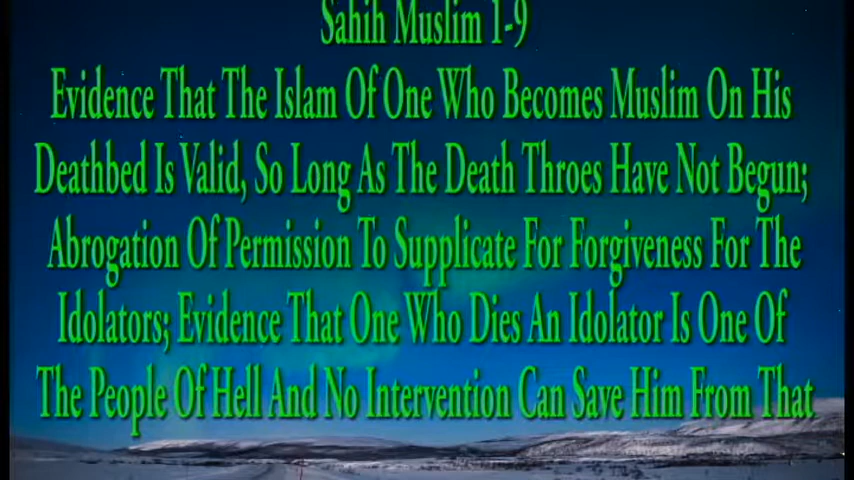 Sahih Muslim 1-9
Evidence That The Islam Of One Who Becomes Muslim On His
Deathbed Is Valid, So Long As The Death Throes Have Not Begun;
Abrogation Of Permission To Supplicate For Forgiveness For The
Idolators; Evidence That One Who Dies An Idolator Is One Of
The People Of Hell And No Intervention Can Save Him From That